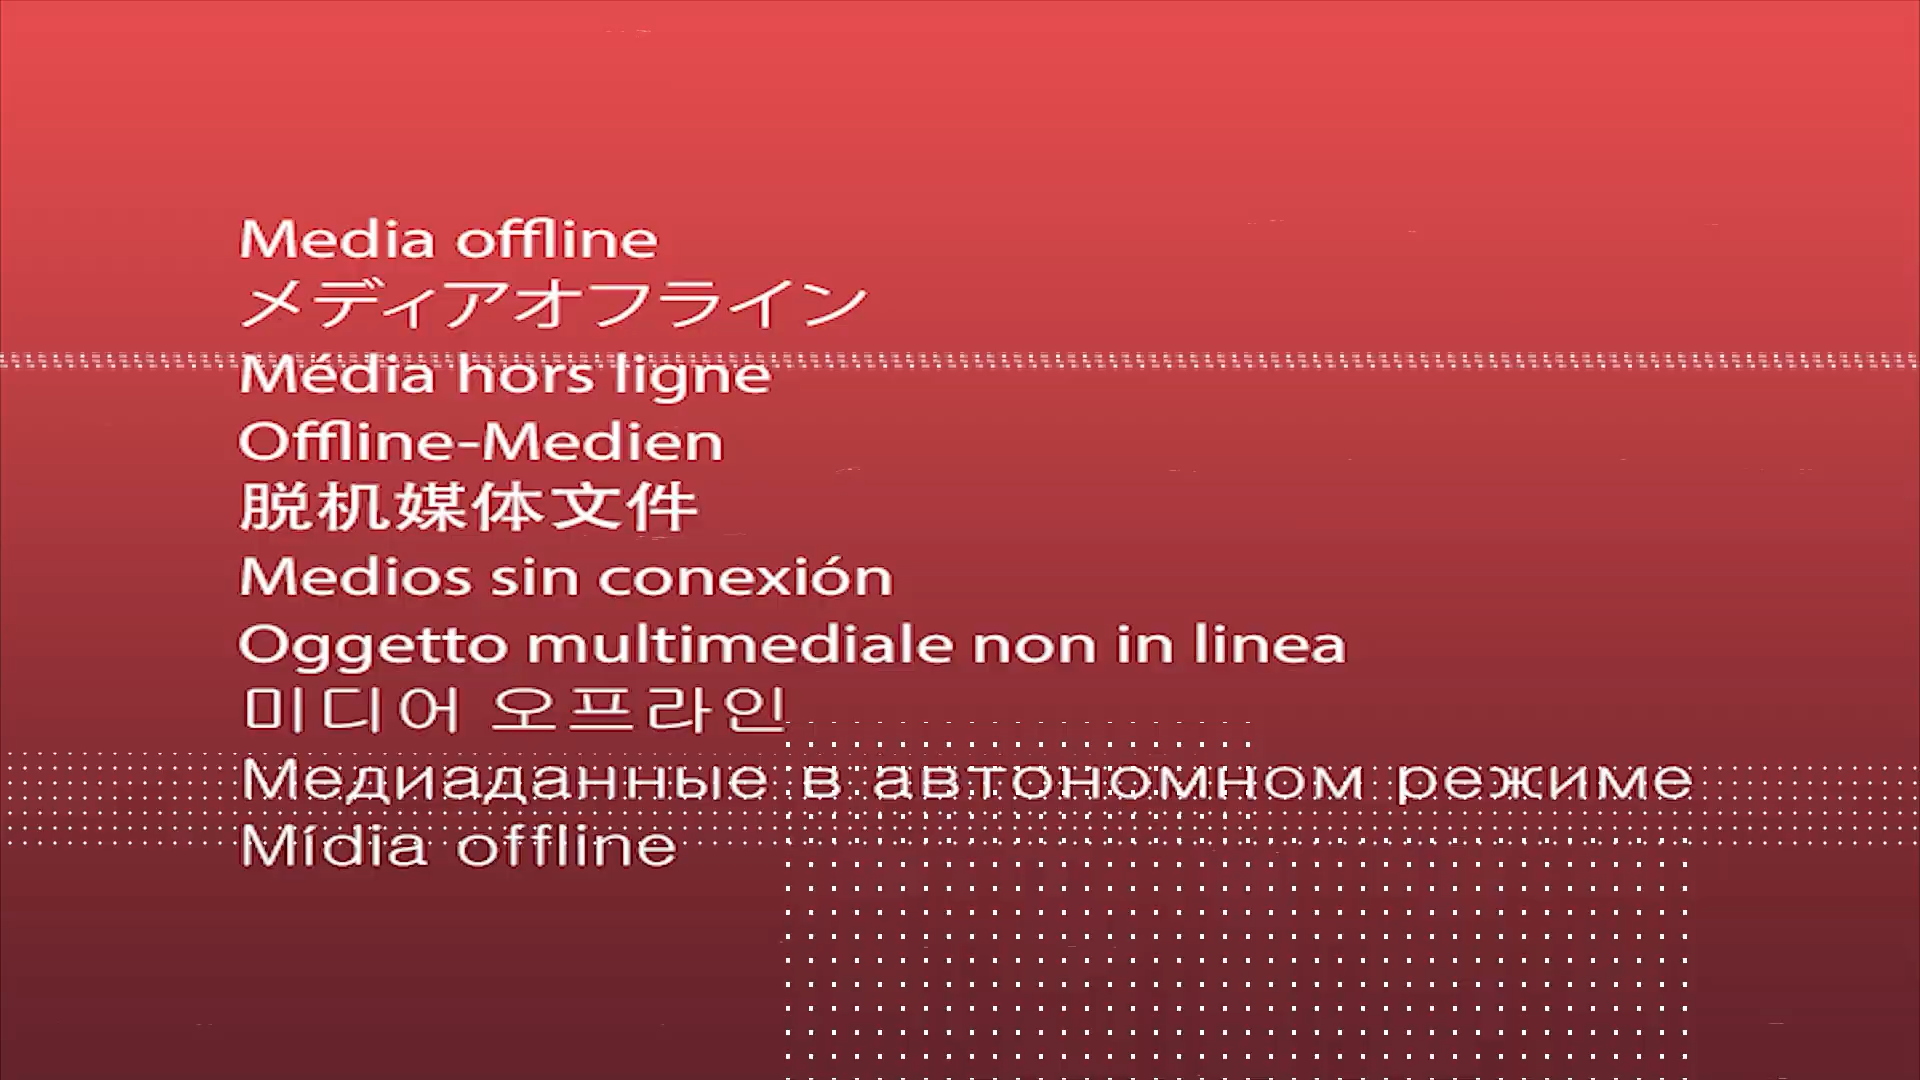 Media offline
メディアオフライン
Média hors ligne
Offline-Medien
脱机媒体文件
Medios sin conexión
Oggetto multimediale non in linea
미디어 오프라인
Медиаданные в автономном режиме
Mídia offline